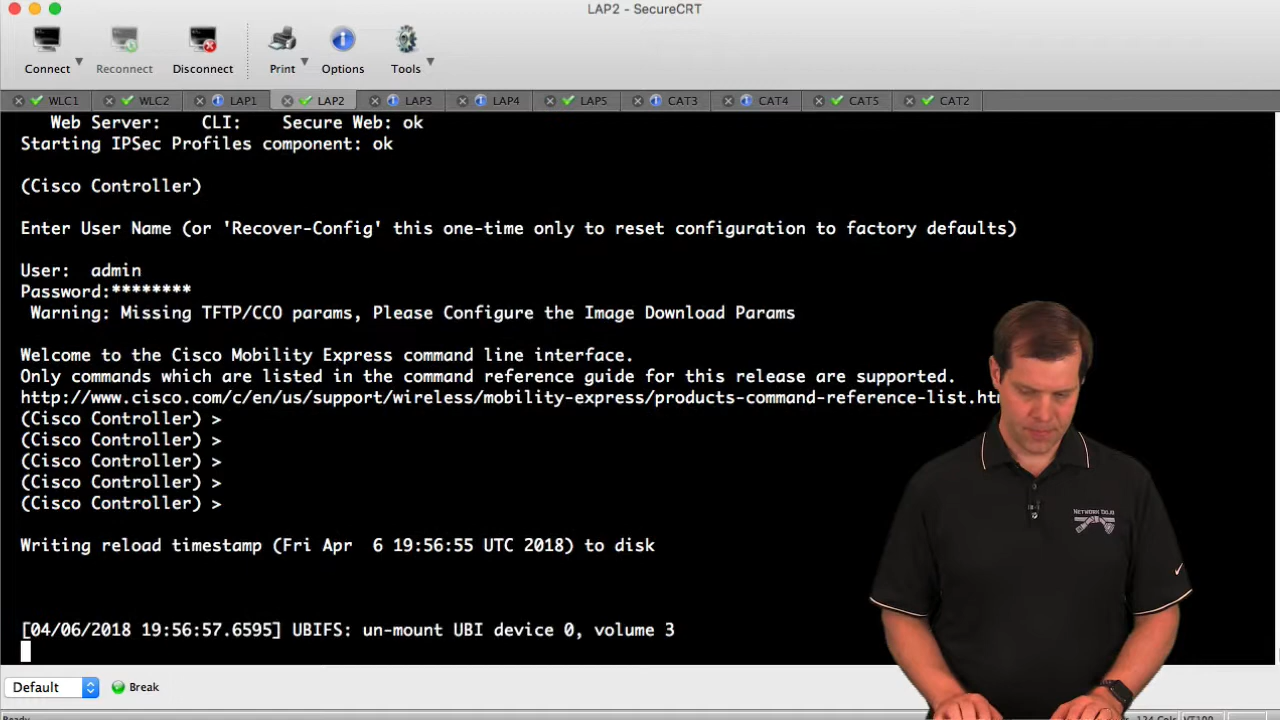 LAP2 - SecureCRT
Connect
Reconnect
Disconnect
Print
Options
Tools
WLC1
WLC2
LAP1
LAP2
LAP3
LAP4
LAP5
CAT3
CAT4
CAT5
CAT2
Web Server: CLI: Secure Web: ok
Starting IPSec Profiles component: ok
(Cisco Controller)
Enter User Name (or 'Recover-Config' this one-time only to reset configuration to factory defaults)
User: admin
Password:********
Warning: Missing TFTP/CCO params, Please Configure the Image Download Params
Welcome to the Cisco Mobility Express command line interface.
Only commands which are listed in the command reference guide for this release are supported.
http://www.cisco.com/c/en/us/support/wireless/mobility-express/products-command-reference-list.htm
(Cisco Controller) >
(Cisco Controller) >
(Cisco Controller) >
(Cisco Controller) >
(Cisco Controller) >
Writing reload timestamp (Fri Apr 6 19:56:55 UTC 2018) to disk
[04/06/2018 19:56:57.6595] UBIFS: un-mount UBI device 0, volume 3
NETWORK DOJO
Default
Break